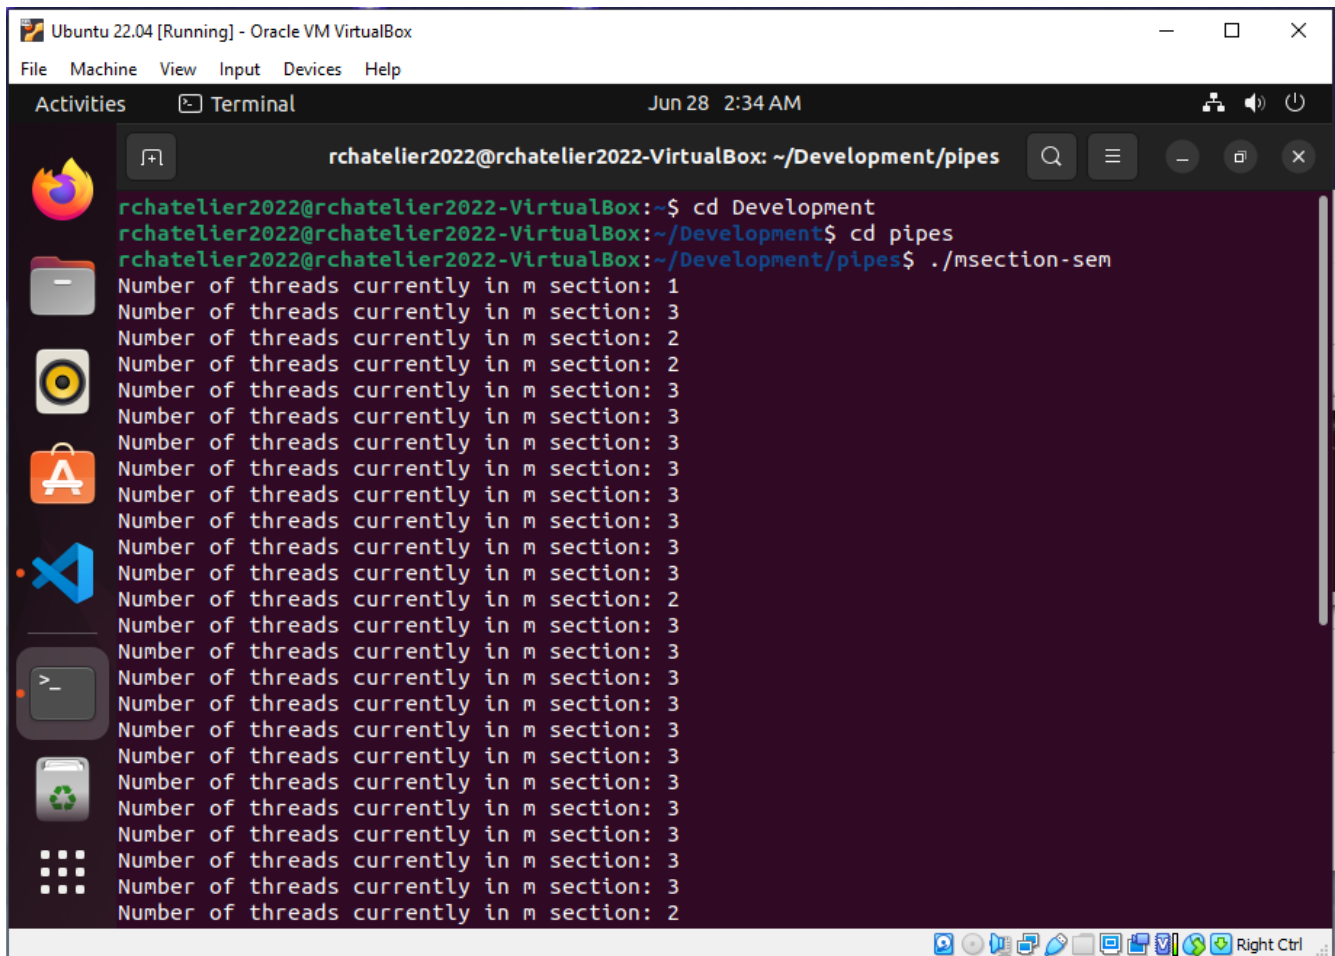 Ubuntu 22.04 [Running] - Oracle VM VirtualBox
File Machine View Input Devices Help
Activities Terminal Jun 28 2:34 AM
rchatelier2022@rchatelier2022-VirtualBox: ~/Development/pipes
rchatelier2022@rchatelier2022-VirtualBox:~$ cd Development
rchatelier2022@rchatelier2022-VirtualBox:~/Development$ cd pipes
rchatelier2022@rchatelier2022-VirtualBox:~/Development/pipes$ ./msection-sem
Number of threads currently in m section: 1
Number of threads currently in m section: 3
Number of threads currently in m section: 2
Number of threads currently in m section: 2
Number of threads currently in m section: 3
Number of threads currently in m section: 3
Number of threads currently in m section: 3
Number of threads currently in m section: 3
Number of threads currently in m section: 3
Number of threads currently in m section: 3
Number of threads currently in m section: 3
Number of threads currently in m section: 3
Number of threads currently in m section: 2
Number of threads currently in m section: 3
Number of threads currently in m section: 3
Number of threads currently in m section: 3
Number of threads currently in m section: 3
Number of threads currently in m section: 3
Number of threads currently in m section: 3
Number of threads currently in m section: 3
Number of threads currently in m section: 3
Number of threads currently in m section: 3
Number of threads currently in m section: 3
Number of threads currently in m section: 3
Number of threads currently in m section: 2
Right Ctrl